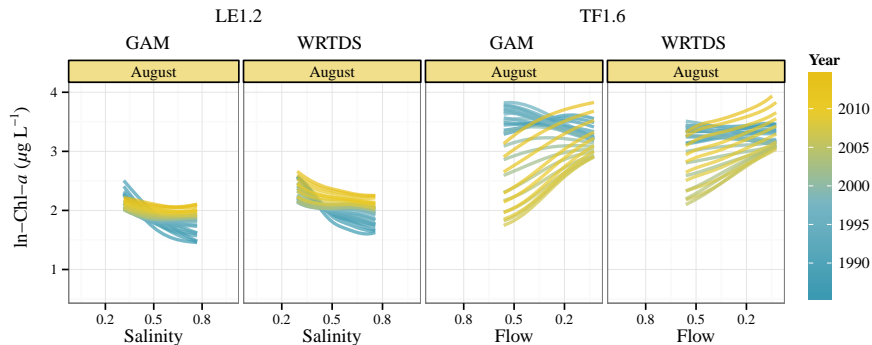 LE1.2 TF1.6
GAM WRTDS GAM WRTDS
August August August August
ln−Chl−a (μg L−1)
4
3
2
1
0.2 0.5 0.8 0.2 0.5 0.8 0.8 0.5 0.2 0.8 0.5 0.2
Salinity Salinity Flow Flow
Year
2010
2005
2000
1995
1990